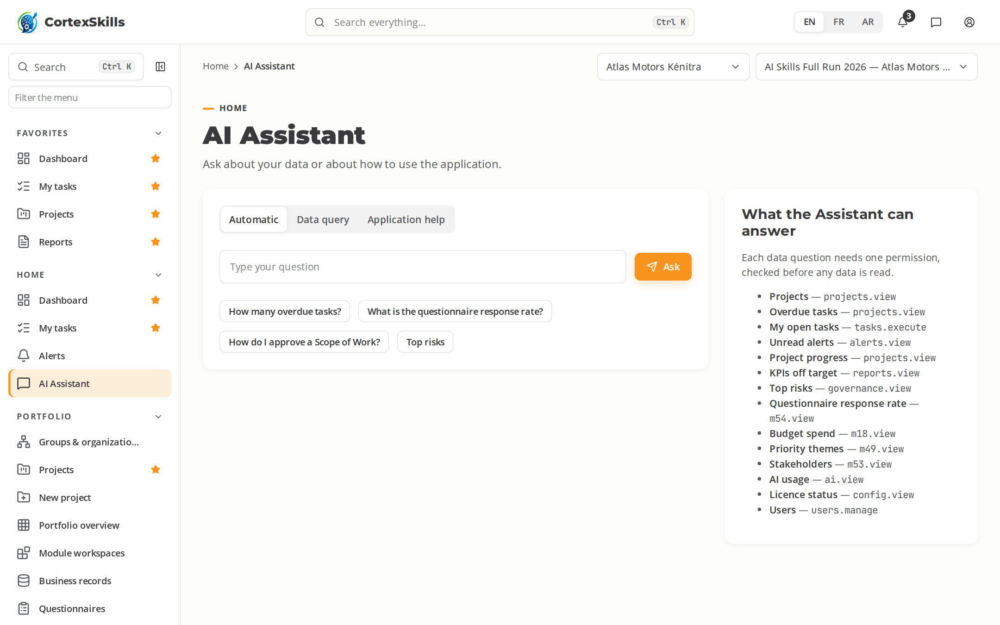 CortexSkills
Search everything...
Ctrl K
EN
FR
AR
3
Search
Ctrl K
Filter the menu
FAVORITES
Dashboard
My tasks
Projects
Reports
HOME
Dashboard
My tasks
Alerts
AI Assistant
PORTFOLIO
Groups & organizatio...
Projects
New project
Portfolio overview
Module workspaces
Business records
Questionnaires
Home > AI Assistant
Atlas Motors Kénitra
AI Skills Full Run 2026 — Atlas Motors ...
HOME
AI Assistant
Ask about your data or about how to use the application.
Automatic
Data query
Application help
Type your question
Ask
How many overdue tasks?
What is the questionnaire response rate?
How do I approve a Scope of Work?
Top risks
What the Assistant can
answer
Each data question needs one permission,
checked before any data is read.
• Projects — projects.view
• Overdue tasks — projects.view
• My open tasks — tasks.execute
• Unread alerts — alerts.view
• Project progress — projects.view
• KPIs off target — reports.view
• Top risks — governance.view
• Questionnaire response rate —
m54.view
• Budget spend — m18.view
• Priority themes — m49.view
• Stakeholders — m53.view
• AI usage — ai.view
• Licence status — config.view
• Users — users.manage